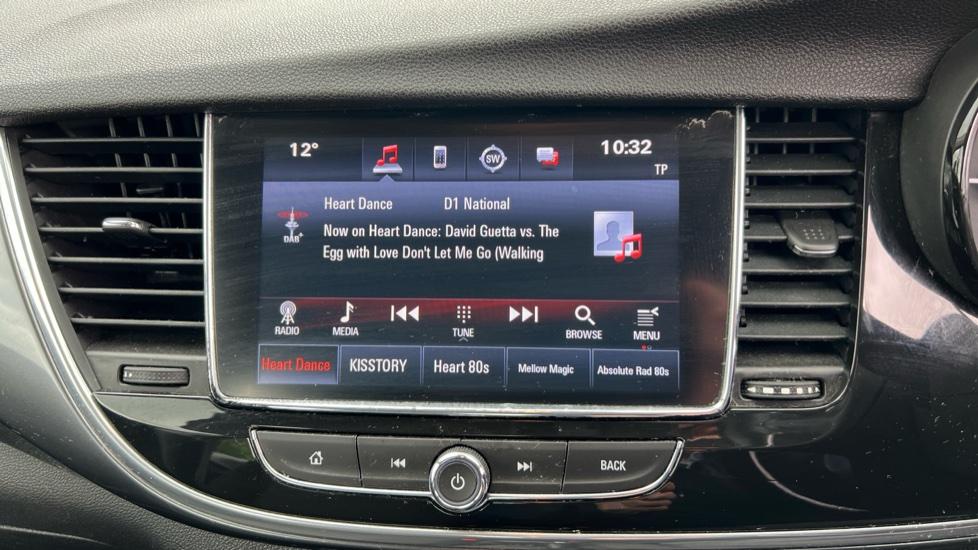 12° SW 10:32
TP
Heart Dance D1 National
DAB+
Now on Heart Dance: David Guetta vs. The
Egg with Love Don't Let Me Go (Walking
RADIO MEDIA TUNE BROWSE MENU
Heart Dance KISSTORY Heart 80s Mellow Magic Absolute Rad 80s
BACK